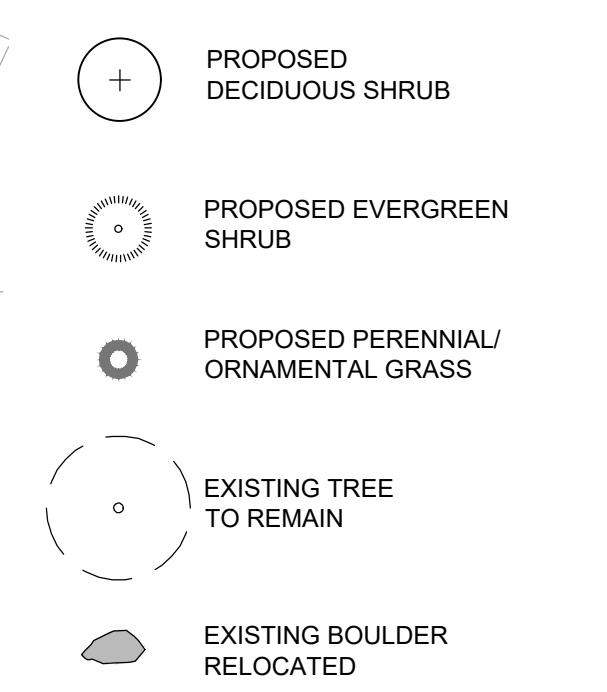 PROPOSED
DECIDUOUS SHRUB
PROPOSED EVERGREEN
SHRUB
PROPOSED PERENNIAL/
ORNAMENTAL GRASS
EXISTING TREE
TO REMAIN
EXISTING BOULDER
RELOCATED